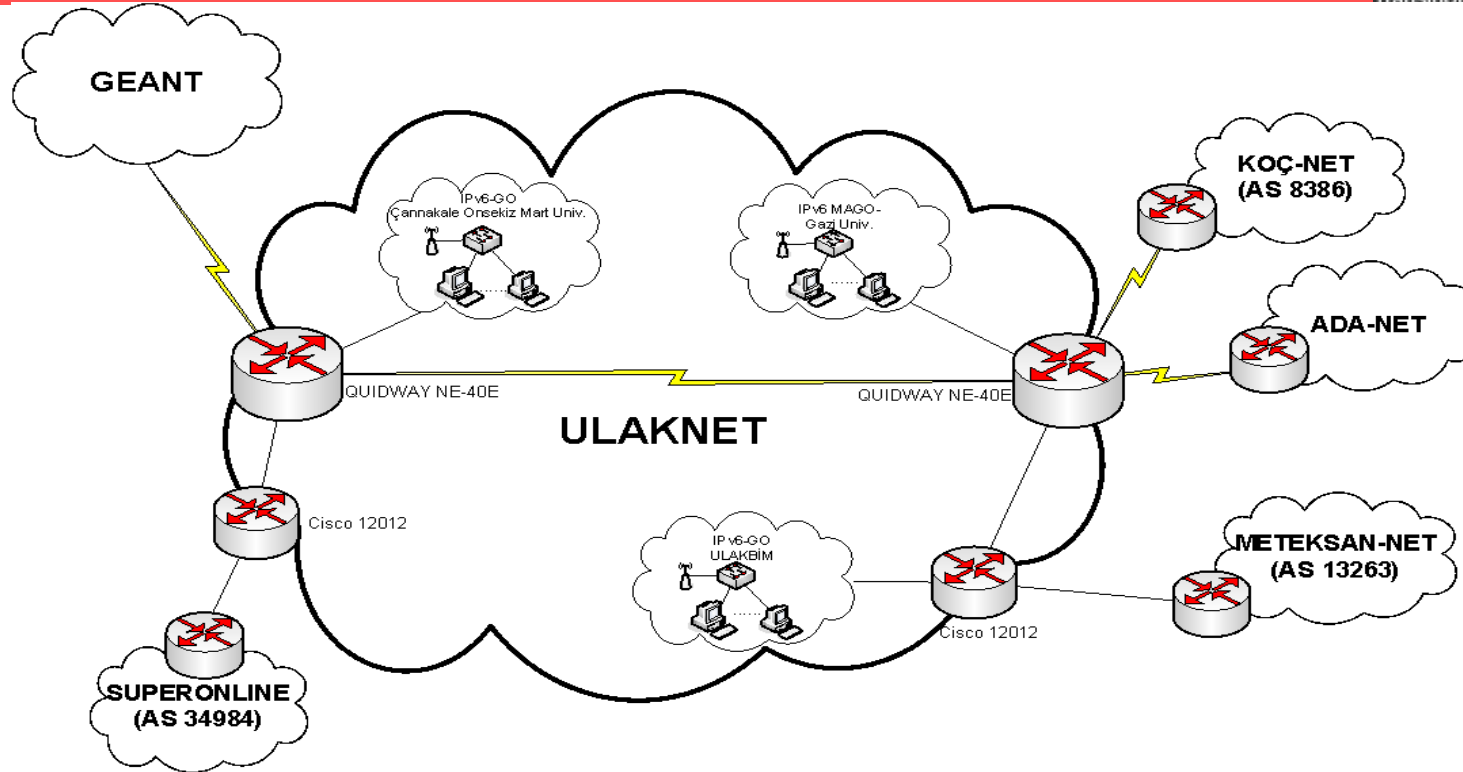 GEANT
IPv6-GO
Çannakale Onsekiz Mart Univ.
IPv6 MAGO-
Gazi Univ.
KOÇ-NET
(AS 8386)
ADA-NET
QUIDWAY NE-40E
QUIDWAY NE-40E
ULAKNET
Cisco 12012
IPv6-GO
ULAKBİM
METEKSAN-NET
(AS 13263)
Cisco 12012
SUPERONLINE
(AS 34984)